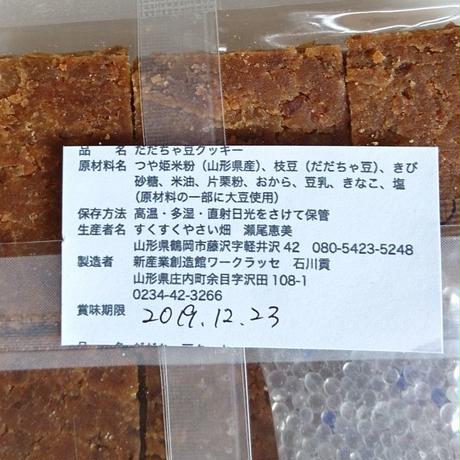 品　名　だだちゃ豆クッキー
原材料名　つや姫米粉（山形県産）、枝豆（だだちゃ豆）、きび
砂糖、米油、片栗粉、おから、豆乳、きなこ、塩
（原材料の一部に大豆使用）
保存方法　高温・多湿・直射日光をさけて保管
生産者名　すくすくやさい畑　瀬尾恵美
山形県鶴岡市藤沢字軽井沢 42　080-5423-5248
製造者　新産業創造館ワークラッセ　石川貢
山形県庄内町余目字沢田 108-1
0234-42-3266
賞味期限　2019.12.23